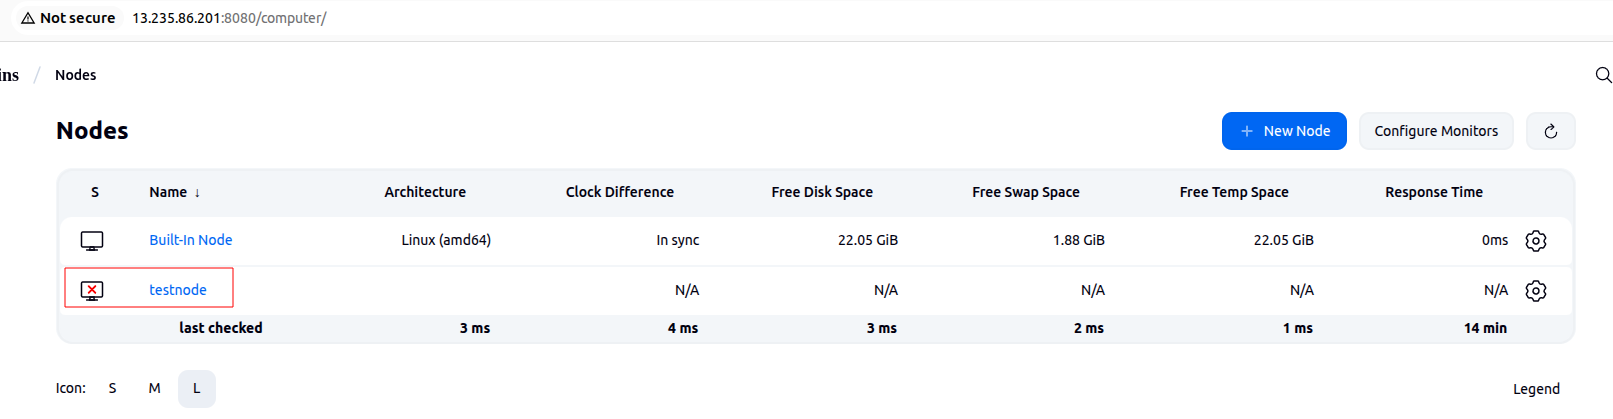 Not secure 13.235.86.201:8080/computer/
ins / Nodes
Nodes
+ New Node Configure Monitors
S Name ↓ Architecture Clock Difference Free Disk Space Free Swap Space Free Temp Space Response Time
Built-In Node Linux (amd64) In sync 22.05 GiB 1.88 GiB 22.05 GiB 0ms
testnode N/A N/A N/A N/A N/A
last checked 3 ms 4 ms 3 ms 2 ms 1 ms 14 min
Icon: S M L Legend